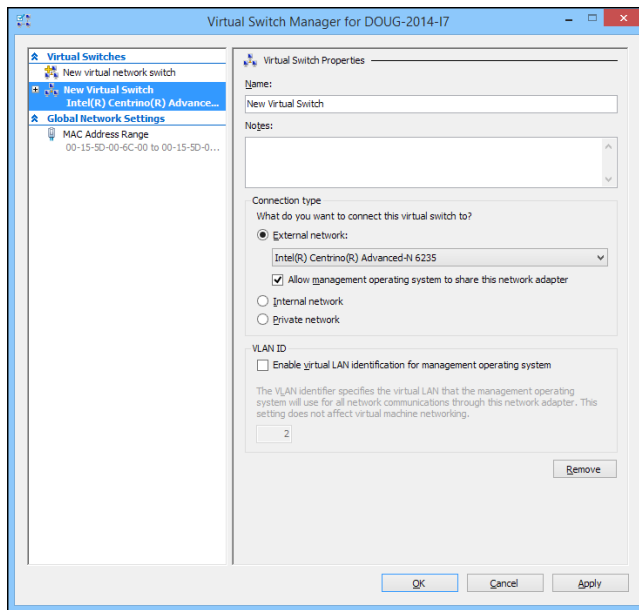 Virtual Switch Manager for DOUG-2014-I7
Virtual Switches
New virtual network switch
New Virtual Switch
Intel(R) Centrino(R) Advance...
Global Network Settings
MAC Address Range
00-15-5D-00-6C-00 to 00-15-5D-0...
Virtual Switch Properties
Name:
New Virtual Switch
Notes:
Connection type
What do you want to connect this virtual switch to?
External network:
Intel(R) Centrino(R) Advanced-N 6235
Allow management operating system to share this network adapter
Internal network
Private network
VLAN ID
Enable virtual LAN identification for management operating system
The VLAN identifier specifies the virtual LAN that the management operating
system will use for all network communications through this network adapter. This
setting does not affect virtual machine networking.
2
Remove
OK
Cancel
Apply